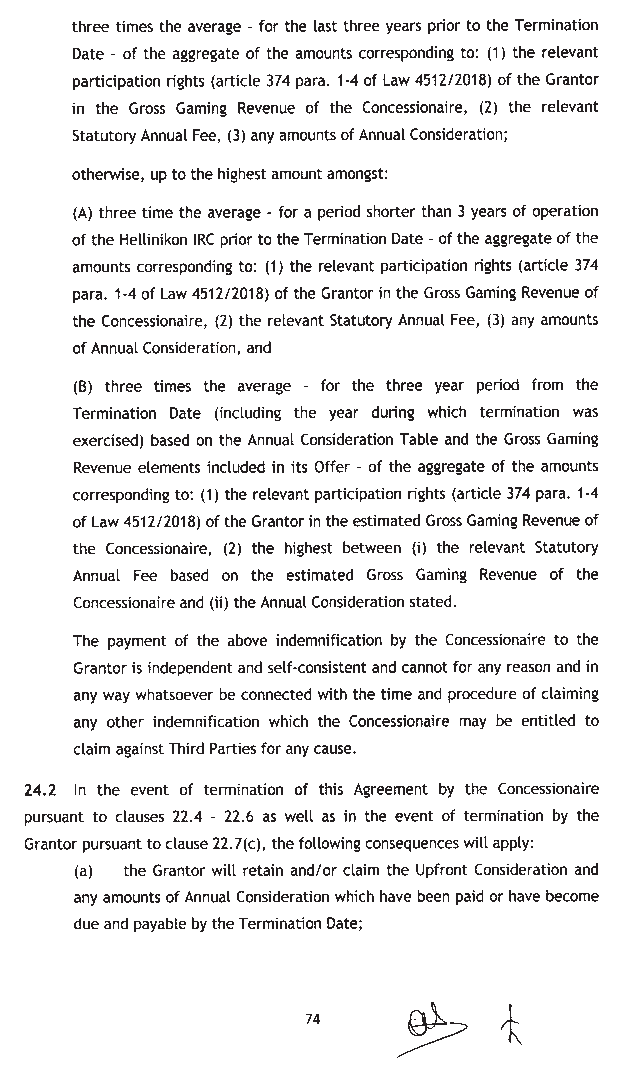 three times the average - for the last three years prior to the Termination
Date - of the aggregate of the amounts corresponding to: (1) the relevant
participation rights (article 374 para. 1-4 of Law 4512/2018) of the Grantor
in the Gross Gaming Revenue of the Concessionaire, (2) the relevant
Statutory Annual Fee, (3) any amounts of Annual Consideration;
otherwise, up to the highest amount amongst:
(A) three time the average - for a period shorter than 3 years of operation
of the Hellinikon IRC prior to the Termination Date - of the aggregate of the
amounts corresponding to: (1) the relevant participation rights (article 374
para. 1-4 of Law 4512/2018) of the Grantor in the Gross Gaming Revenue of
the Concessionaire, (2) the relevant Statutory Annual Fee, (3) any amounts
of Annual Consideration, and
(B) three times the average - for the three year period from the
Termination Date (including the year during which termination was
exercised) based on the Annual Consideration Table and the Gross Gaming
Revenue elements included in its Offer - of the aggregate of the amounts
corresponding to: (1) the relevant participation rights (article 374 para. 1-4
of Law 4512/2018) of the Grantor in the estimated Gross Gaming Revenue of
the Concessionaire, (2) the highest between (i) the relevant Statutory
Annual Fee based on the estimated Gross Gaming Revenue of the
Concessionaire and (ii) the Annual Consideration stated.
The payment of the above indemnification by the Concessionaire to the
Grantor is independent and self-consistent and cannot for any reason and in
any way whatsoever be connected with the time and procedure of claiming
any other indemnification which the Concessionaire may be entitled to
claim against Third Parties for any cause.
24.2 In the event of termination of this Agreement by the Concessionaire
pursuant to clauses 22.4 - 22.6 as well as in the event of termination by the
Grantor pursuant to clause 22.7(c), the following consequences will apply:
(a) the Grantor will retain and/or claim the Upfront Consideration and
any amounts of Annual Consideration which have been paid or have become
due and payable by the Termination Date;
74